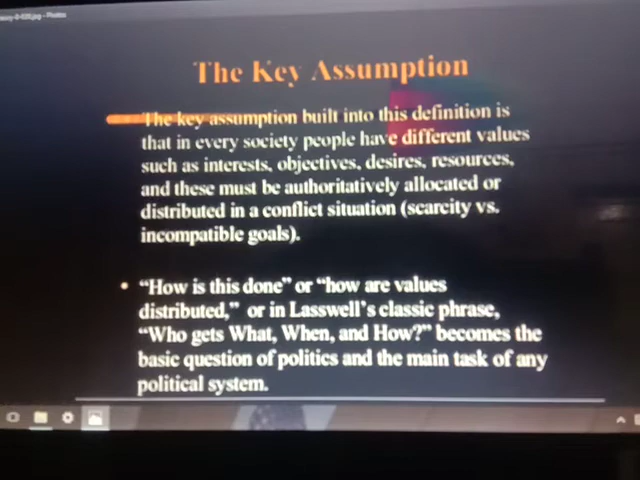 The Key Assumption
The key assumption built into this definition is
that in every society people have different values
such as interests, objectives, desires, resources,
and these must be authoritatively allocated or
distributed in a conflict situation (scarcity vs.
incompatible goals).
• “How is this done” or “how are values
distributed,” or in Lasswell’s classic phrase,
“Who gets What, When, and How?” becomes the
basic question of politics and the main task of any
political system.